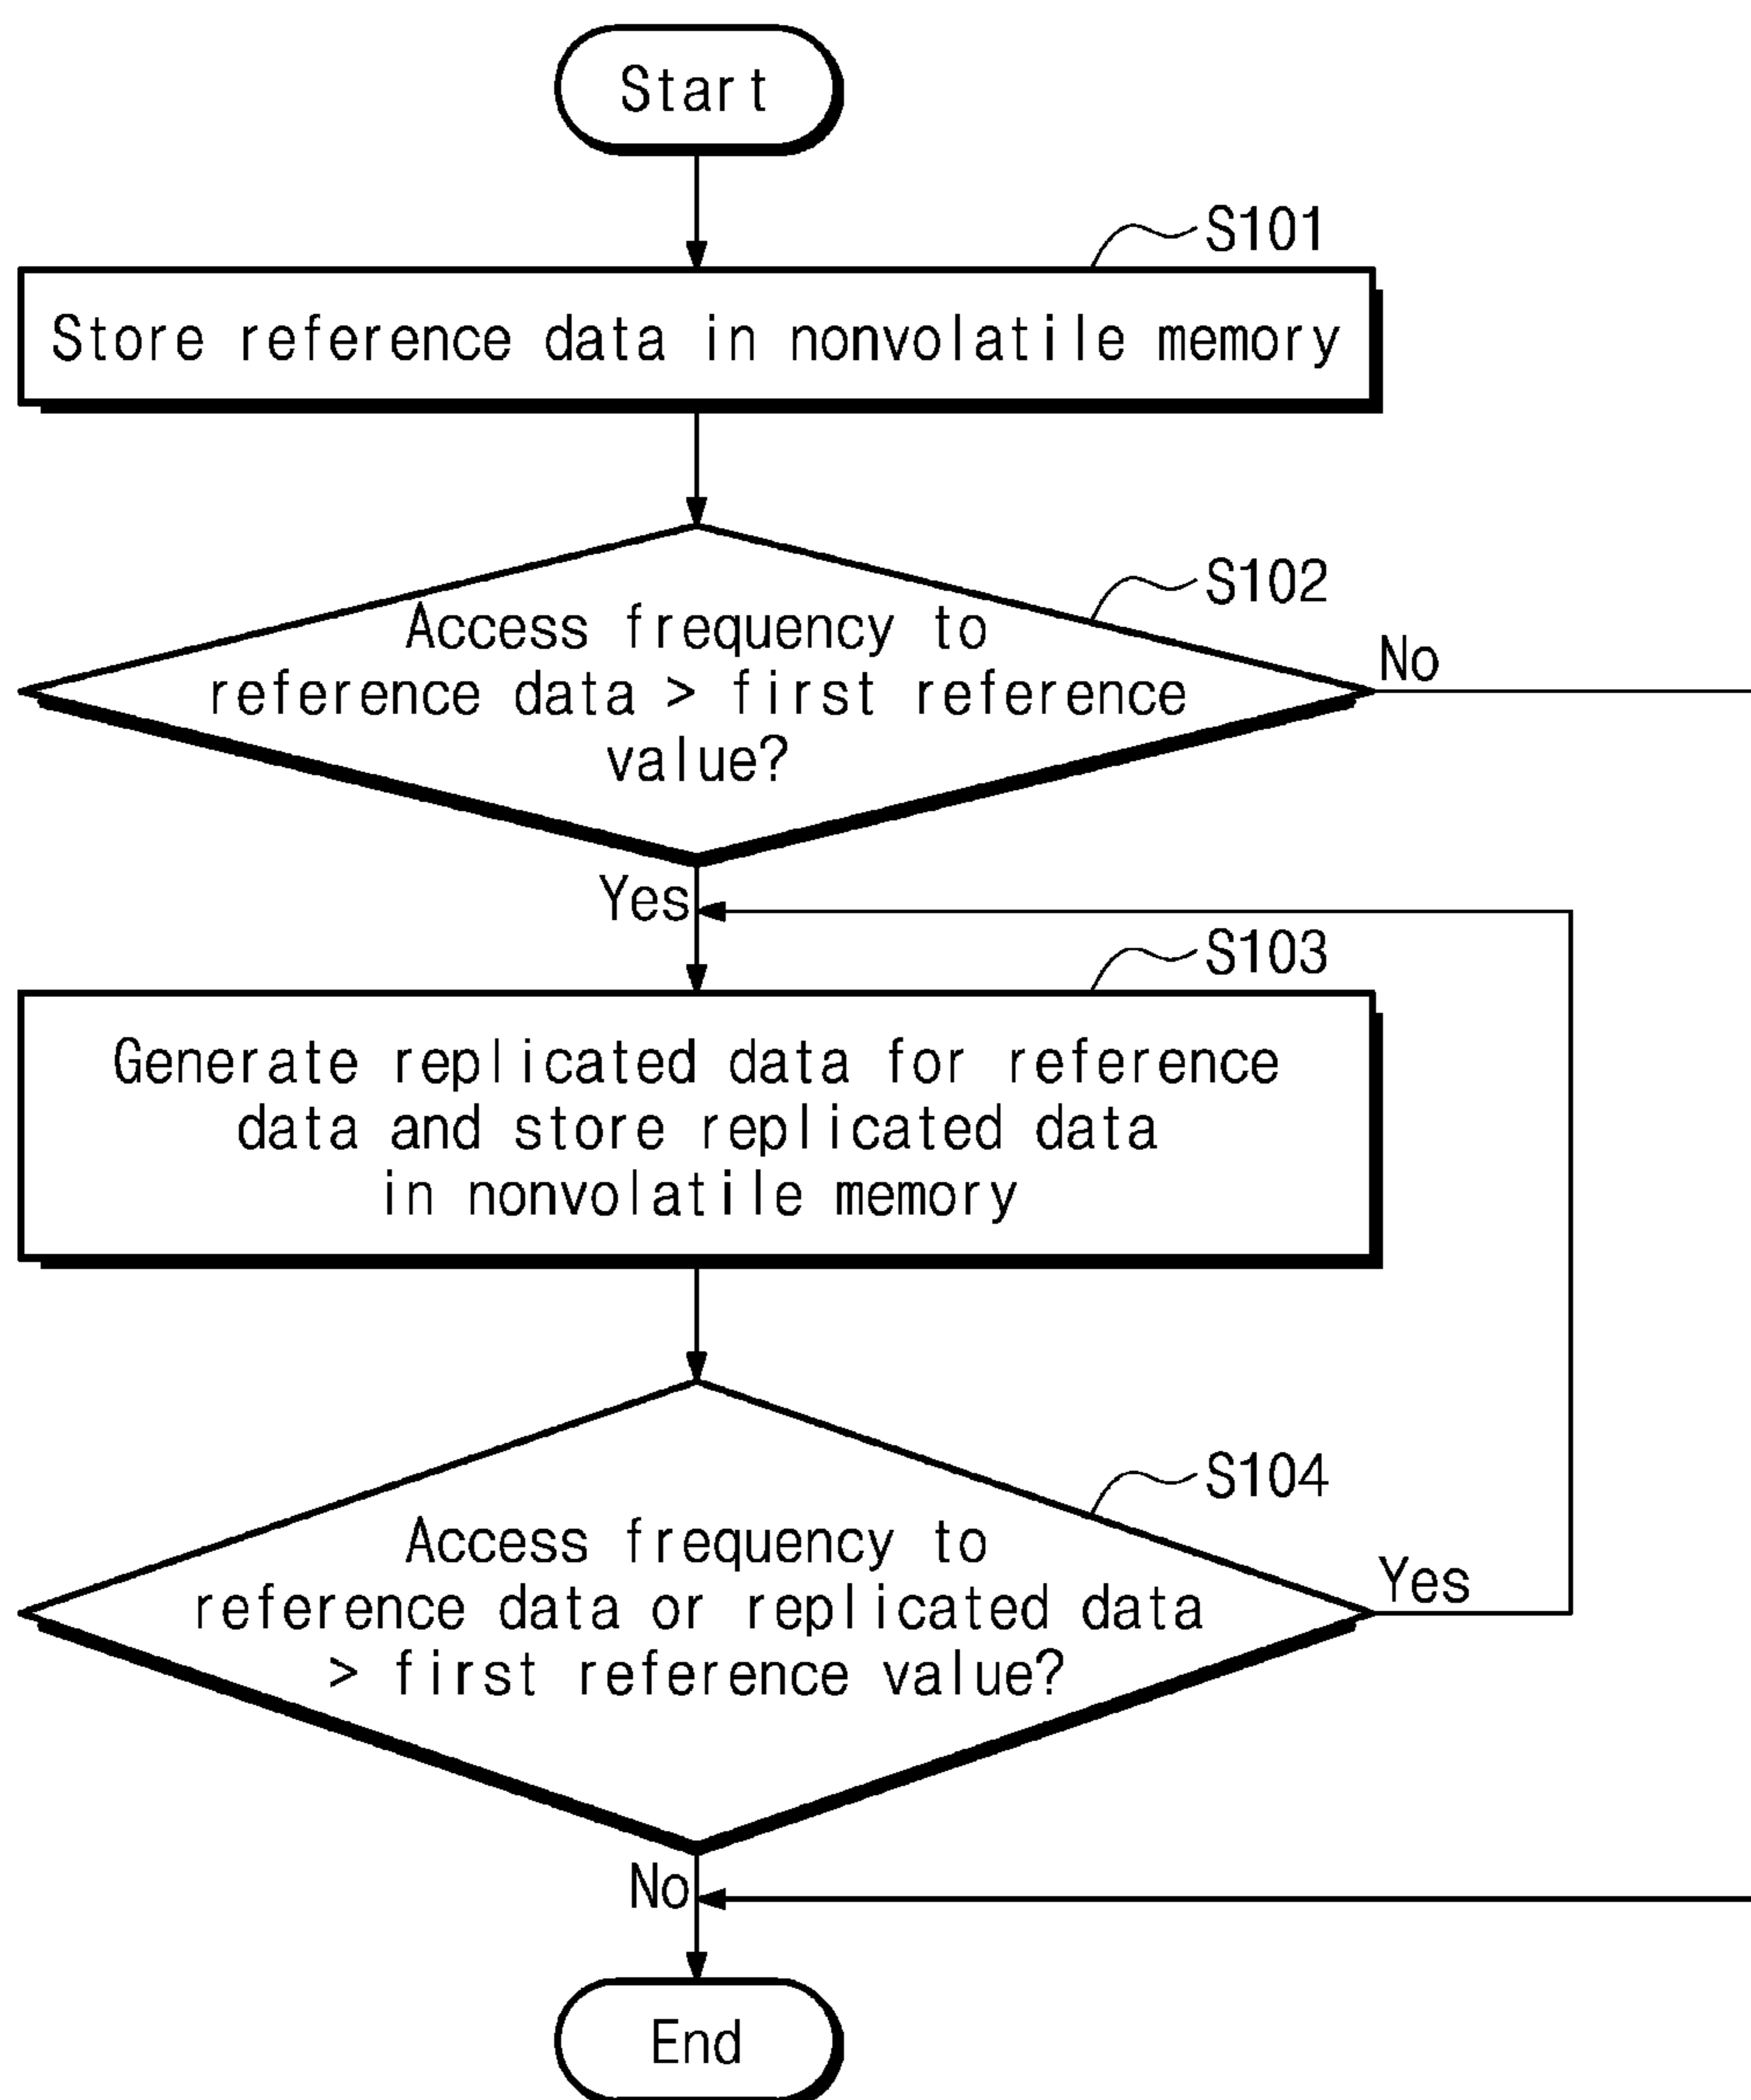 Start
S101
Store reference data in nonvolatile memory
S102
Access frequency to
reference data > first reference
value?
No
Yes
S103
Generate replicated data for reference
data and store replicated data
in nonvolatile memory
S104
Access frequency to
reference data or replicated data
> first reference value?
Yes
No
End